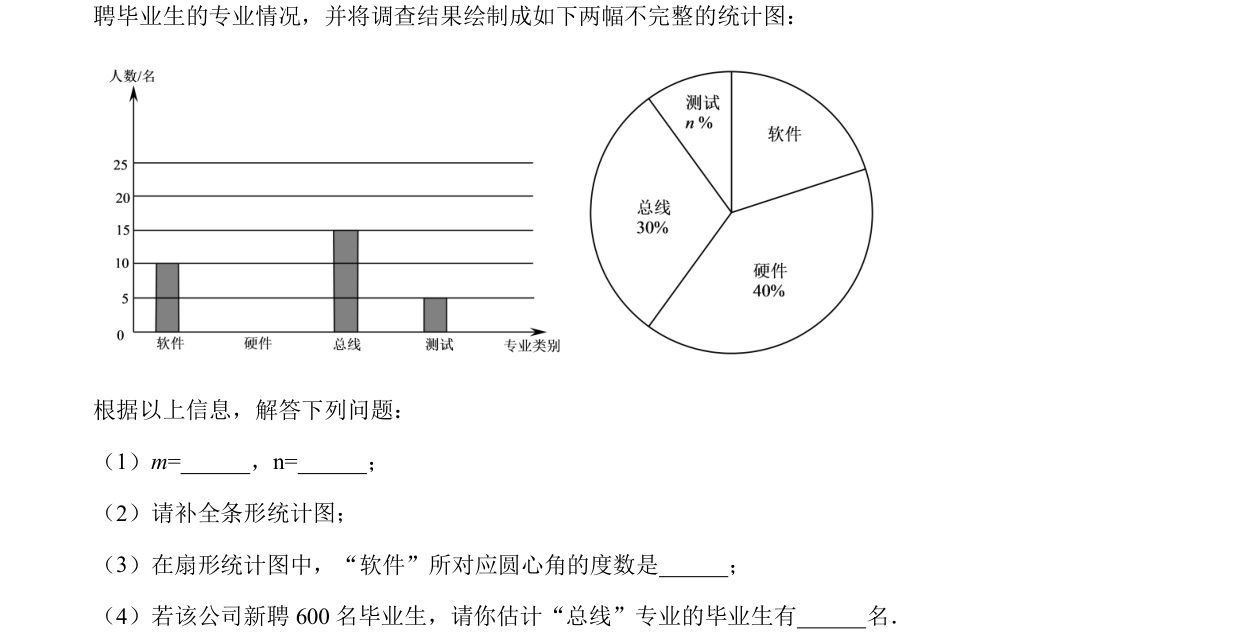 聘毕业生的专业情况，并将调查结果绘制成如下两幅不完整的统计图：
人数/名
25
20
15
10
5
0
软件
硬件
总线
测试
专业类别
测试
n%
软件
总线
30%
硬件
40%
根据以上信息，解答下列问题：
（1）m=______，n=______；
（2）请补全条形统计图；
（3）在扇形统计图中，“软件”所对应圆心角的度数是______；
（4）若该公司新聘 600 名毕业生，请你估计“总线”专业的毕业生有______名．